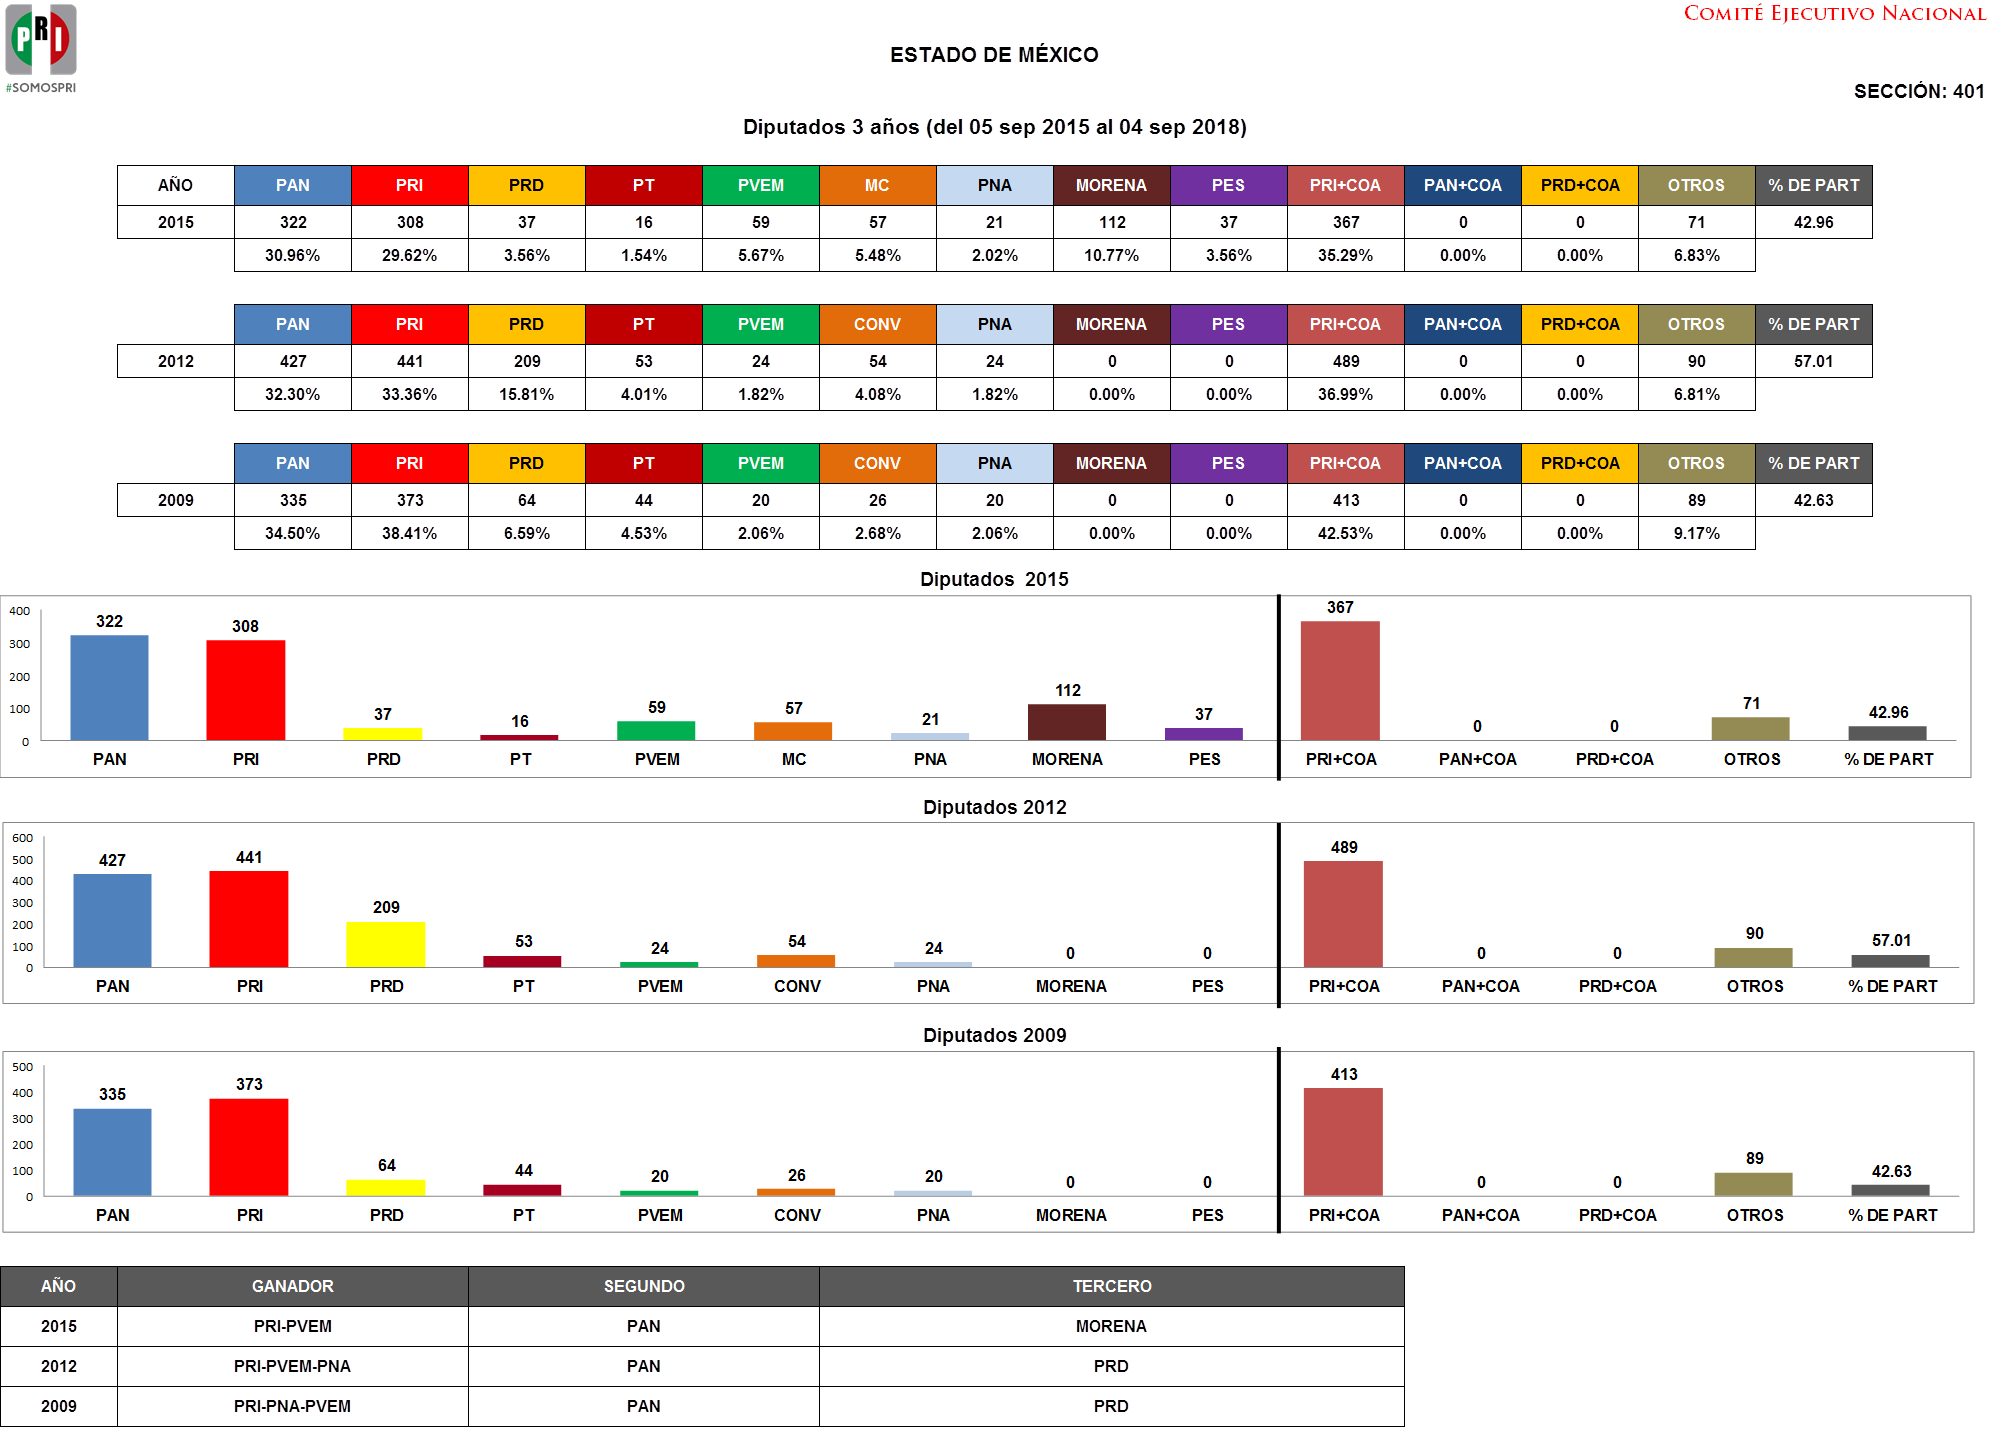 PRI
#SOMOSPRI
COMITÉ EJECUTIVO NACIONAL
ESTADO DE MÉXICO
SECCIÓN: 401
Diputados 3 años (del 05 sep 2015 al 04 sep 2018)
AÑO PAN PRI PRD PT PVEM MC PNA MORENA PES PRI+COA PAN+COA PRD+COA OTROS % DE PART
2015 322 308 37 16 59 57 21 112 37 367 0 0 71 42.96
30.96% 29.62% 3.56% 1.54% 5.67% 5.48% 2.02% 10.77% 3.56% 35.29% 0.00% 0.00% 6.83%
PAN PRI PRD PT PVEM CONV PNA MORENA PES PRI+COA PAN+COA PRD+COA OTROS % DE PART
2012 427 441 209 53 24 54 24 0 0 489 0 0 90 57.01
32.30% 33.36% 15.81% 4.01% 1.82% 4.08% 1.82% 0.00% 0.00% 36.99% 0.00% 0.00% 6.81%
PAN PRI PRD PT PVEM CONV PNA MORENA PES PRI+COA PAN+COA PRD+COA OTROS % DE PART
2009 335 373 64 44 20 26 20 0 0 413 0 0 89 42.63
34.50% 38.41% 6.59% 4.53% 2.06% 2.68% 2.06% 0.00% 0.00% 42.53% 0.00% 0.00% 9.17%
Diputados 2015
400
300
200
100
0
322 308 37 16 59 57 21 112 37 367 0 0 71 42.96
PAN PRI PRD PT PVEM MC PNA MORENA PES PRI+COA PAN+COA PRD+COA OTROS % DE PART
Diputados 2012
600
500
400
300
200
100
0
427 441 209 53 24 54 24 0 0 489 0 0 90 57.01
PAN PRI PRD PT PVEM CONV PNA MORENA PES PRI+COA PAN+COA PRD+COA OTROS % DE PART
Diputados 2009
500
400
300
200
100
0
335 373 64 44 20 26 20 0 0 413 0 0 89 42.63
PAN PRI PRD PT PVEM CONV PNA MORENA PES PRI+COA PAN+COA PRD+COA OTROS % DE PART
AÑO GANADOR SEGUNDO TERCERO
2015 PRI-PVEM PAN MORENA
2012 PRI-PVEM-PNA PAN PRD
2009 PRI-PNA-PVEM PAN PRD